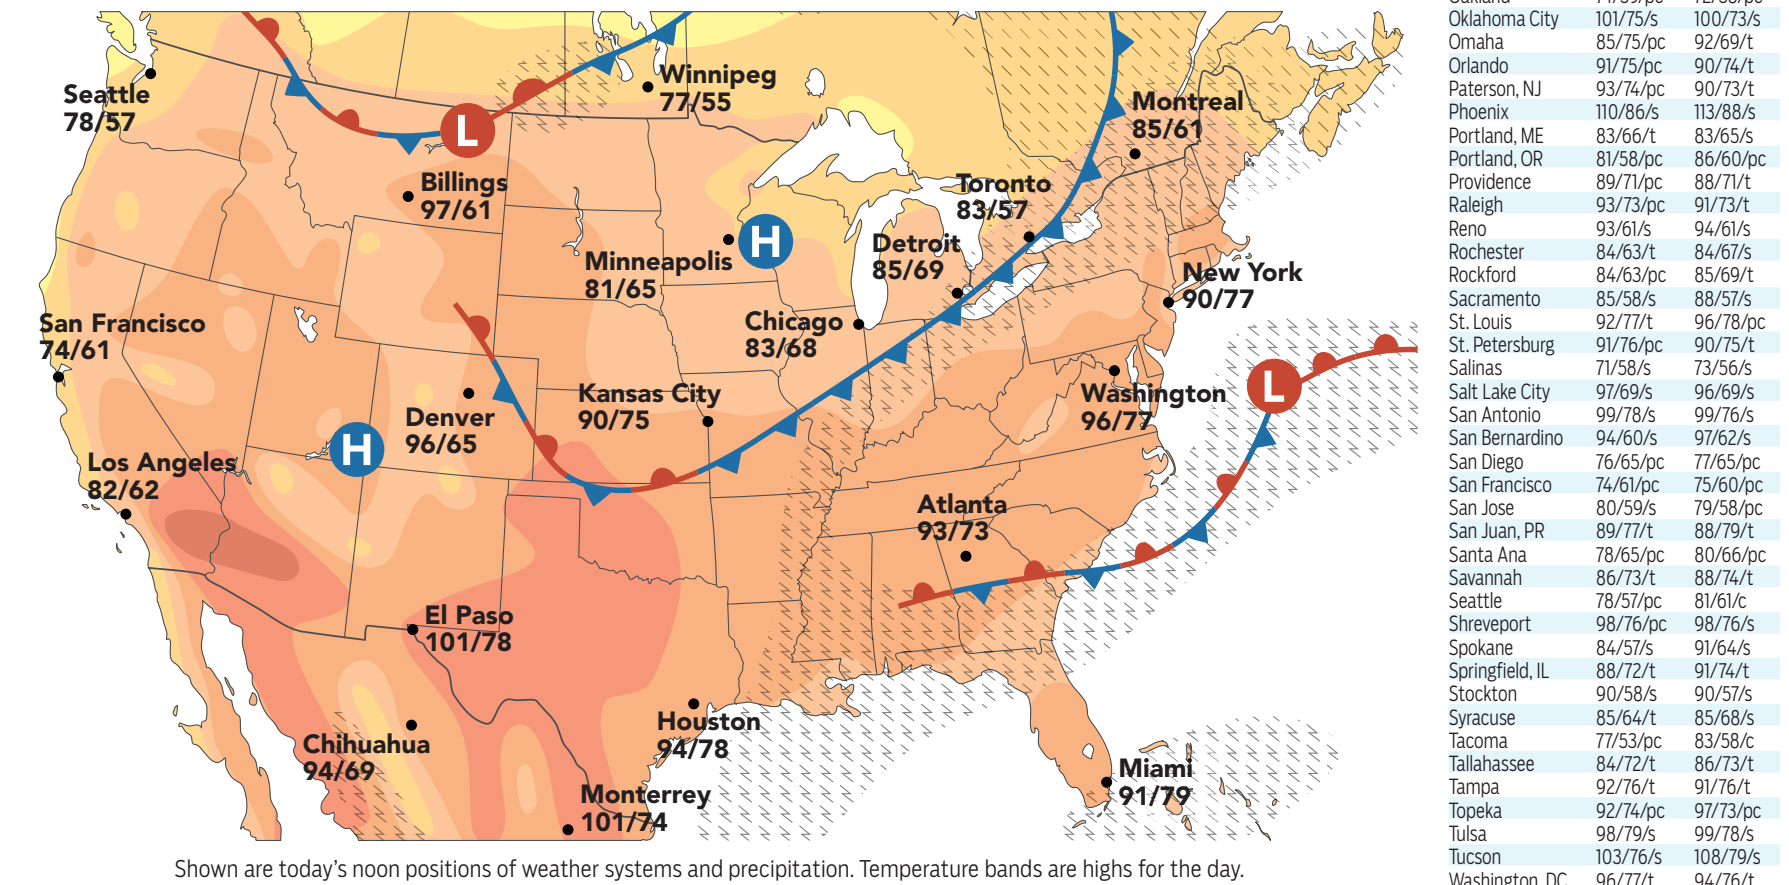 Seattle
78/57
Winnipeg
77/55
Montreal
85/61
L
Billings
97/61
Toronto
83/57
H
Minneapolis
81/65
Detroit
85/69
New York
90/77
San Francisco
74/61
Chicago
83/68
L
Denver
96/65
Kansas City
90/75
Washington
96/77
H
Los Angeles
82/62
Atlanta
93/73
El Paso
101/78
Chihuahua
94/69
Houston
94/78
Monterrey
101/74
Miami
91/79
Shown are today's noon positions of weather systems and precipitation. Temperature bands are highs for the day.
Oklahoma City 101/75/s 100/73/s
Omaha 85/75/pc 92/69/t
Orlando 91/75/pc 90/74/t
Paterson, NJ 93/74/pc 90/73/t
Phoenix 110/86/s 113/88/s
Portland, ME 83/66/t 83/65/s
Portland, OR 81/58/pc 86/60/pc
Providence 89/71/pc 88/71/t
Raleigh 93/73/pc 91/73/t
Reno 93/61/s 94/61/s
Rochester 84/63/t 84/67/s
Rockford 84/63/pc 85/69/t
Sacramento 85/58/s 88/57/s
St. Louis 92/77/t 96/78/pc
St. Petersburg 91/76/pc 90/75/t
Salinas 71/58/s 73/56/s
Salt Lake City 97/69/s 96/69/s
San Antonio 99/78/s 99/76/s
San Bernardino 94/60/s 97/62/s
San Diego 76/65/pc 77/65/pc
San Francisco 74/61/pc 75/60/pc
San Jose 80/59/s 79/58/pc
San Juan, PR 89/77/t 88/79/t
Santa Ana 78/65/pc 80/66/pc
Savannah 86/73/t 88/74/t
Seattle 78/57/pc 81/61/c
Shreveport 98/76/pc 98/76/s
Spokane 84/57/s 91/64/s
Springfield, IL 88/72/t 91/74/t
Stockton 90/58/s 90/57/s
Syracuse 85/64/t 85/68/s
Tacoma 77/53/pc 83/58/c
Tallahassee 84/72/t 86/73/t
Tampa 92/76/t 91/76/t
Topeka 92/74/pc 97/73/pc
Tulsa 98/79/s 99/78/s
Tucson 103/76/s 108/79/s
Washington, DC 96/77/t 94/76/t